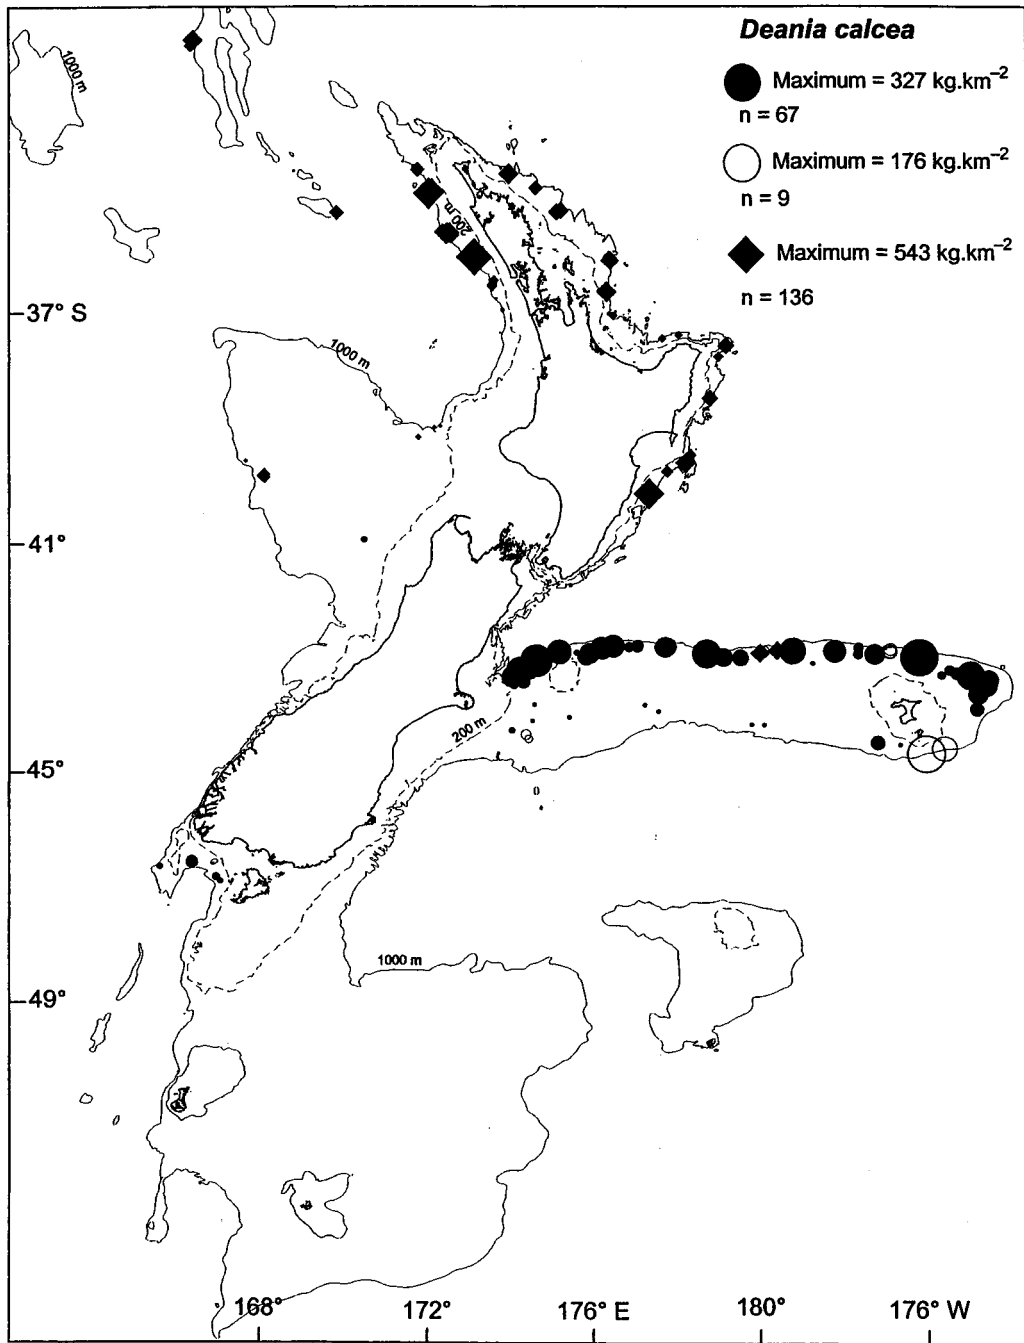 Deania calcea
Maximum = 327 kg.km⁻²
n = 67
Maximum = 176 kg.km⁻²
n = 9
Maximum = 543 kg.km⁻²
n = 136
1000 m
200 m
37° S
1000 m
41°
200 m
45°
1000 m
49°
168°
172°
176° E
180°
176° W